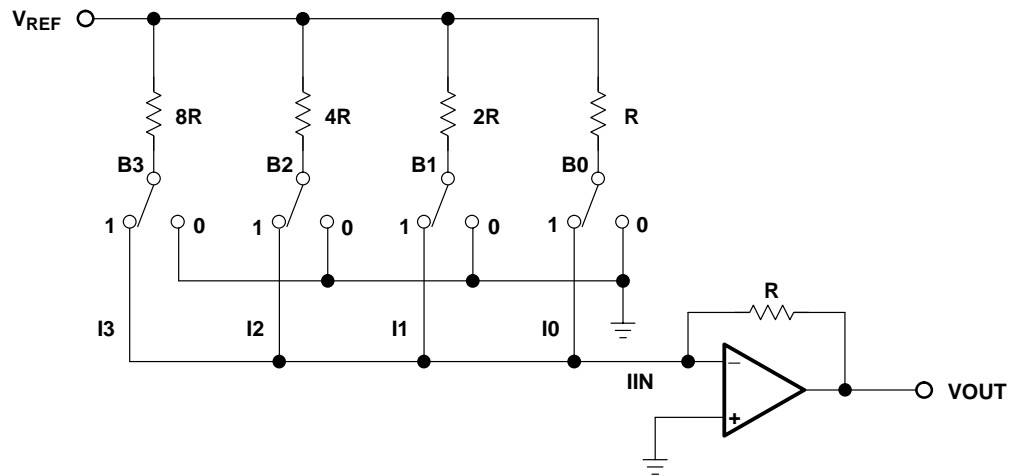 VREF
8R 4R 2R R
B3 B2 B1 B0
1 0 1 0 1 0 1 0
I3 I2 I1 I0
R
IIN
−
+
VOUT